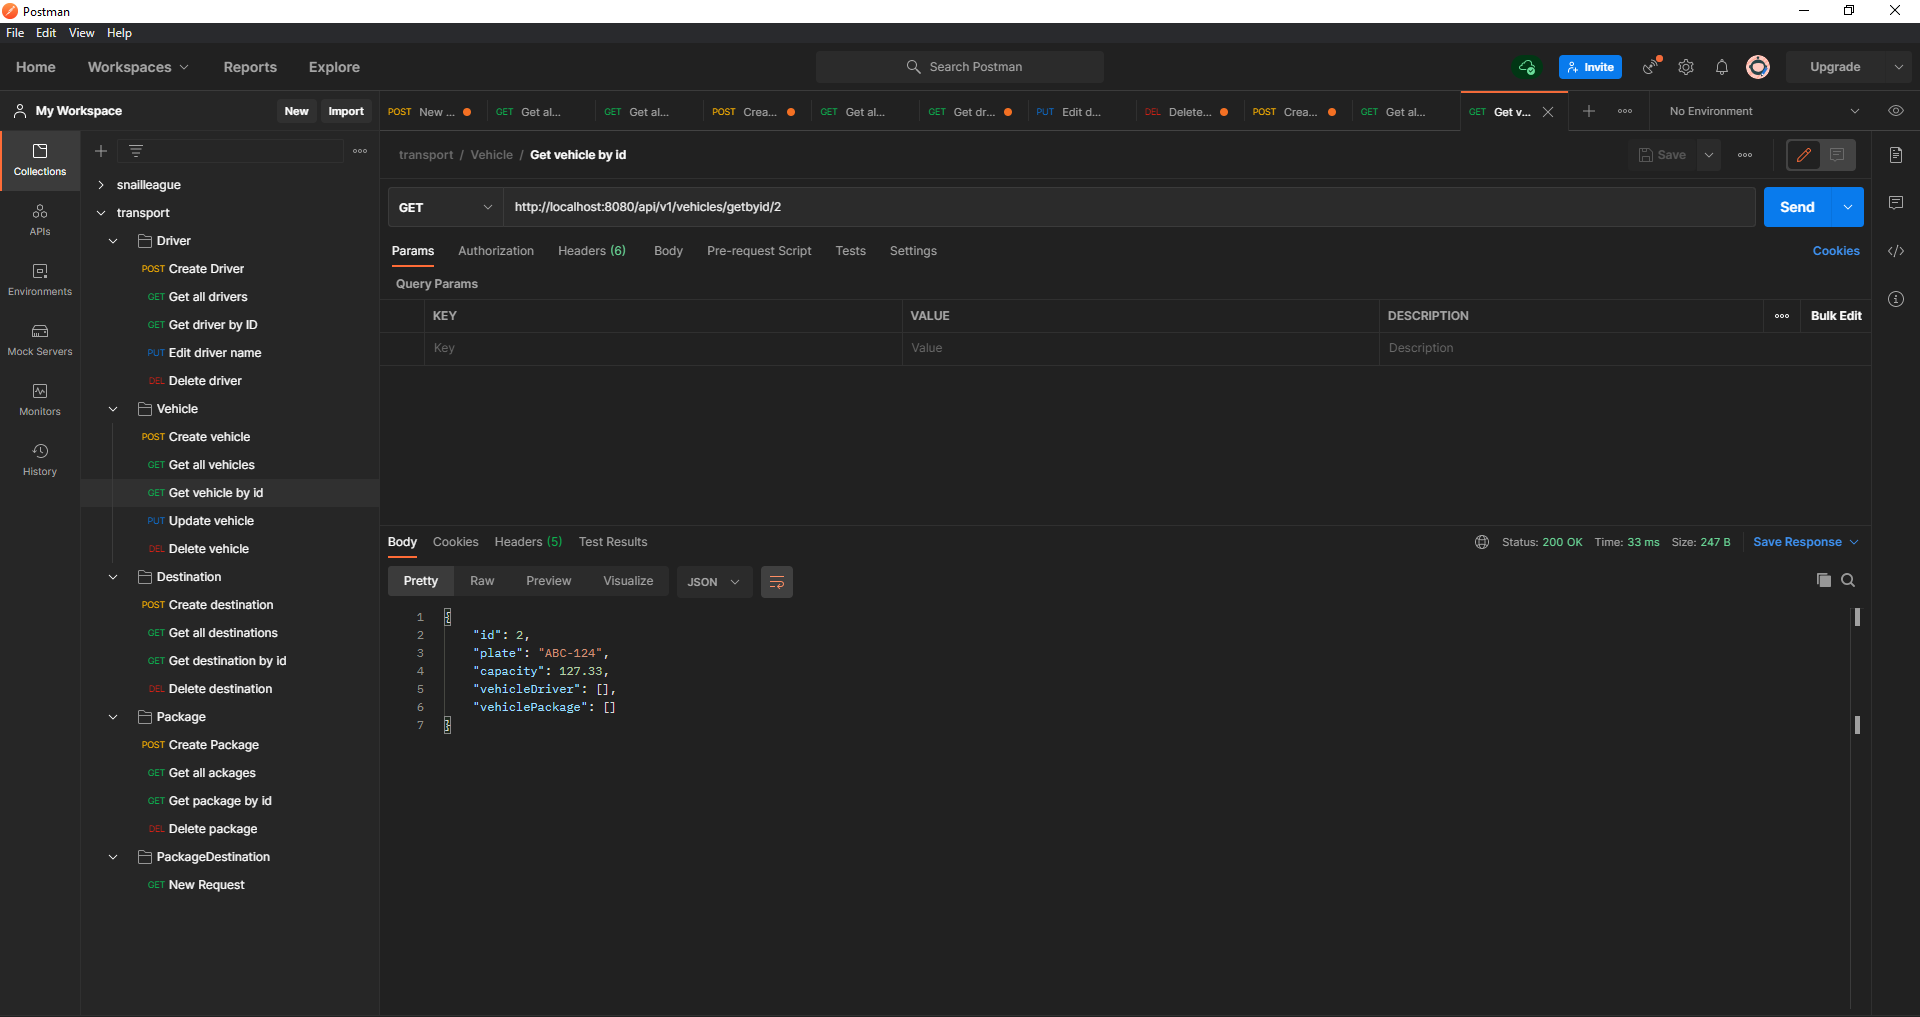 Postman
File Edit View Help
Home Workspaces Reports Explore Search Postman Invite Upgrade
My Workspace New Import
POST New ... GET Get al... GET Get al... POST Crea... GET Get al... GET Get dr... PUT Edit d... DEL Delete... POST Crea... GET Get al... GET Get v... No Environment
Collections
APIs
Environments
Mock Servers
Monitors
History
snailleague
transport
Driver
POST Create Driver
GET Get all drivers
GET Get driver by ID
PUT Edit driver name
DEL Delete driver
Vehicle
POST Create vehicle
GET Get all vehicles
GET Get vehicle by id
PUT Update vehicle
DEL Delete vehicle
Destination
POST Create destination
GET Get all destinations
GET Get destination by id
DEL Delete destination
Package
POST Create Package
GET Get all ackages
GET Get package by id
DEL Delete package
PackageDestination
GET New Request
transport / Vehicle / Get vehicle by id Save
GET http://localhost:8080/api/v1/vehicles/getbyid/2 Send
Params Authorization Headers (6) Body Pre-request Script Tests Settings Cookies
Query Params
KEY VALUE DESCRIPTION Bulk Edit
Key Value Description
Body Cookies Headers (5) Test Results Status: 200 OK Time: 33 ms Size: 247 B Save Response
Pretty Raw Preview Visualize JSON
1 {
2 "id": 2,
3 "plate": "ABC-124",
4 "capacity": 127.33,
5 "vehicleDriver": [],
6 "vehiclePackage": []
7 }